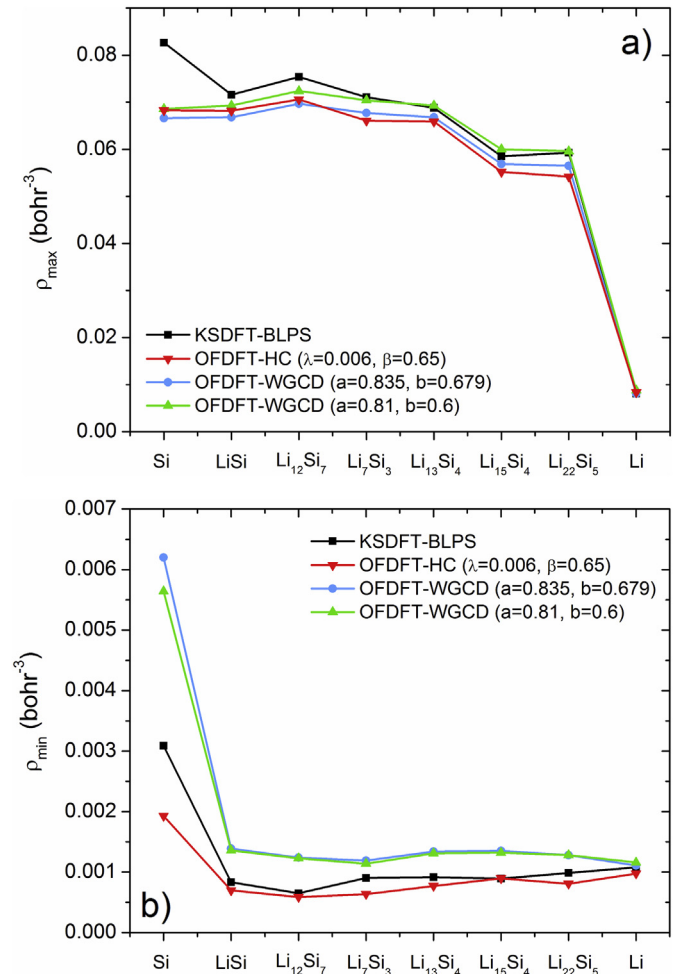 a)
0.08
0.06
0.04
0.02
0.00
ρmax (bohr-3)
KSDFT-BLPS
OFDFT-HC (λ=0.006, β=0.65)
OFDFT-WGCD (a=0.835, b=0.679)
OFDFT-WGCD (a=0.81, b=0.6)
Si LiSi Li12Si7 Li7Si3 Li13Si4 Li15Si4 Li22Si5 Li
0.007
0.006
0.005
0.004
0.003
0.002
0.001
0.000
ρmin (bohr-3)
KSDFT-BLPS
OFDFT-HC (λ=0.006, β=0.65)
OFDFT-WGCD (a=0.835, b=0.679)
OFDFT-WGCD (a=0.81, b=0.6)
b)
Si LiSi Li12Si7 Li7Si3 Li13Si4 Li15Si4 Li22Si5 Li